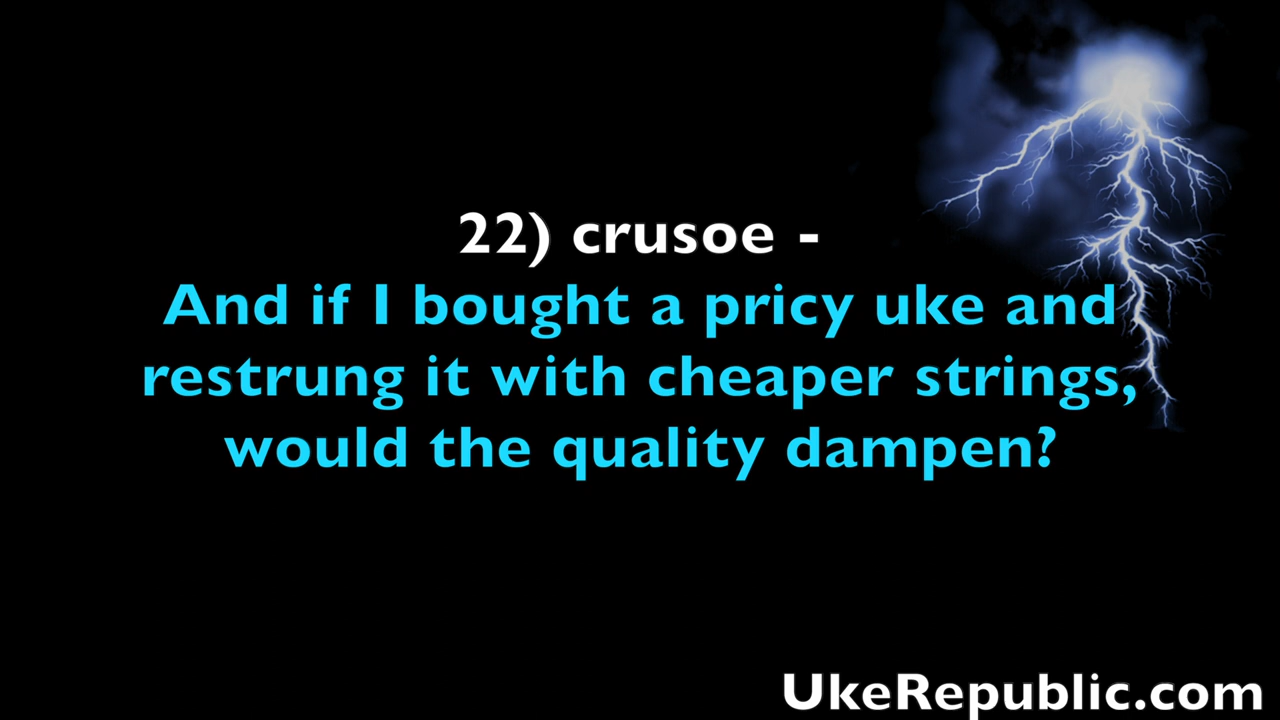 22) crusoe -
And if I bought a pricy uke and
restrung it with cheaper strings,
would the quality dampen?
UkeRepublic.com